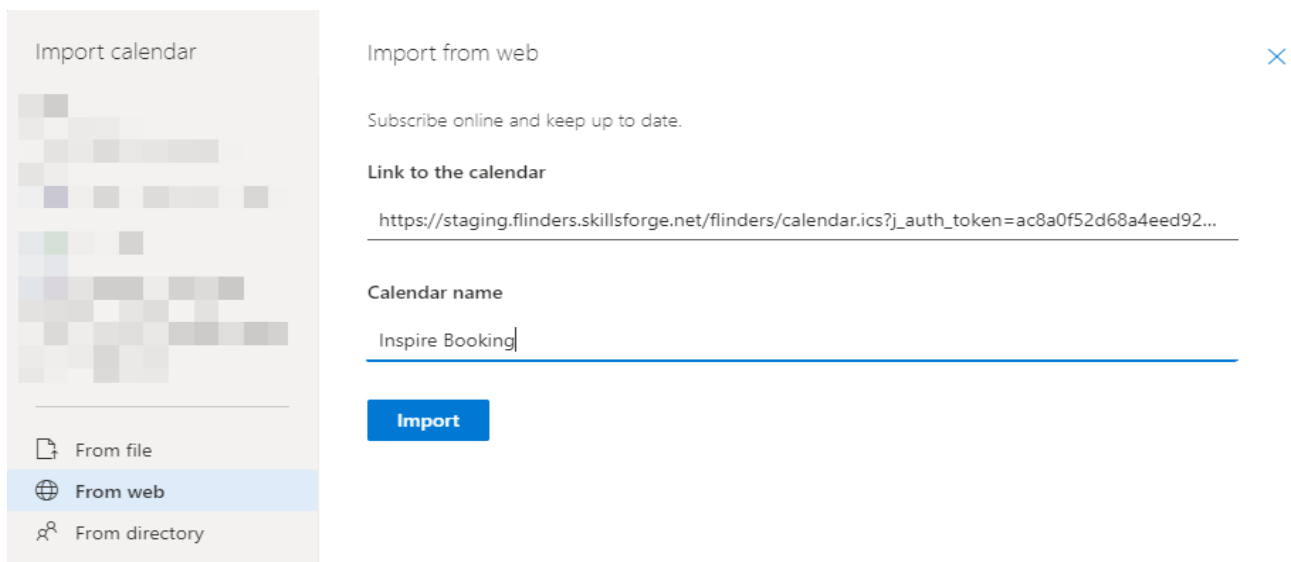 Import calendar
Import from web
Subscribe online and keep up to date.
Link to the calendar
https://staging.flinders.skillsforge.net/flinders/calendar.ics?j_auth_token=ac8a0f52d68a4eed92...
Calendar name
Inspire Booking
Import
From file
From web
From directory